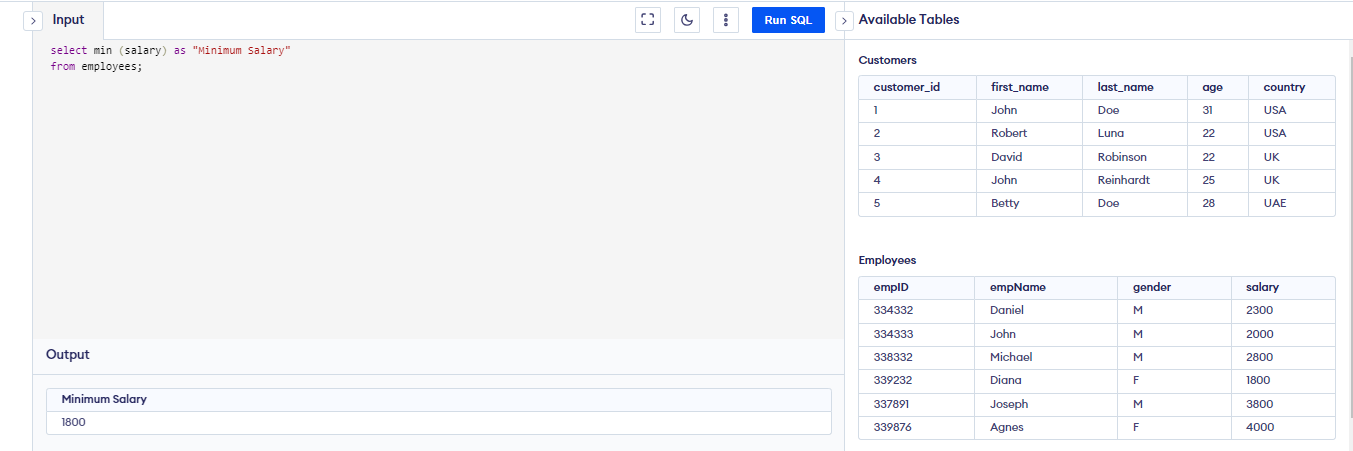 Input
Run SQL
select min (salary) as "Minimum Salary"
from employees;
Output
Minimum Salary
1800
Available Tables
Customers
customer_id first_name last_name age country
1 John Doe 31 USA
2 Robert Luna 22 USA
3 David Robinson 22 UK
4 John Reinhardt 25 UK
5 Betty Doe 28 UAE
Employees
empID empName gender salary
334332 Daniel M 2300
334333 John M 2000
338332 Michael M 2800
339232 Diana F 1800
337891 Joseph M 3800
339876 Agnes F 4000